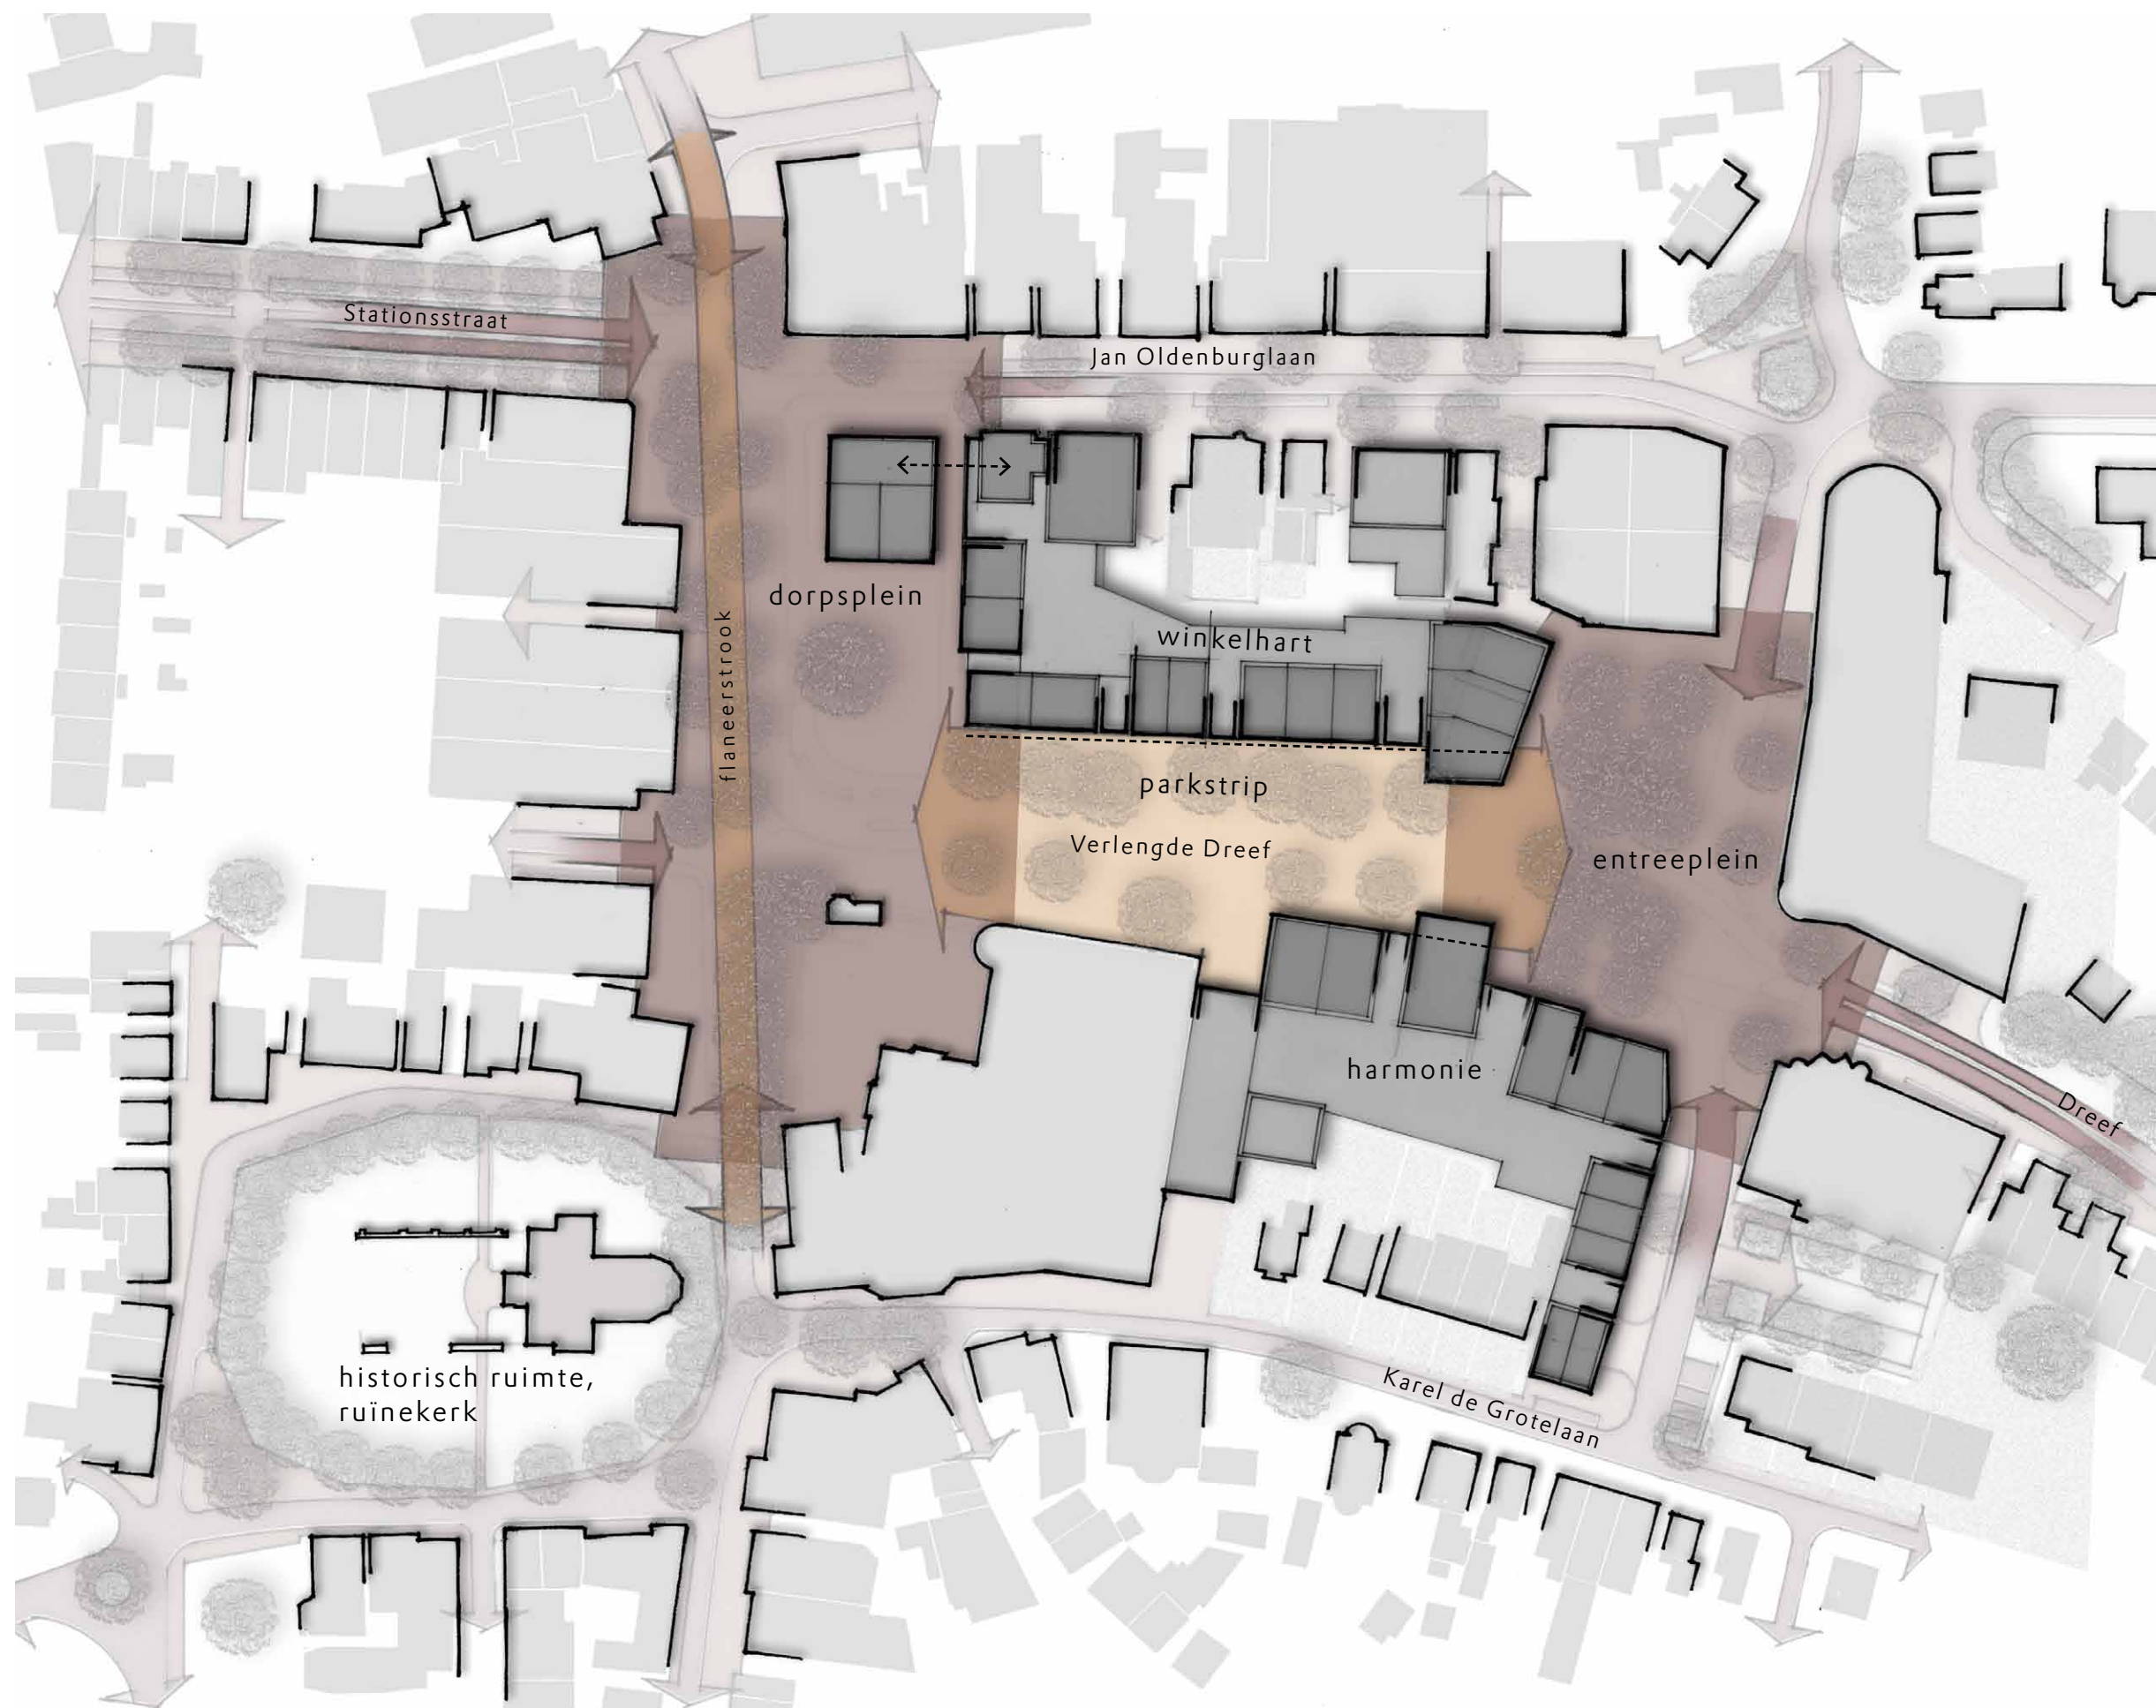 Stationsstraat
Jan Oldenburglaan
dorpsplein
flaneerstrook
winkelhart
parkstrip
Verlengde Dreef
entreeplein
harmonie
Dreef
historisch ruimte,
ruïnekerk
Karel de Grotelaan